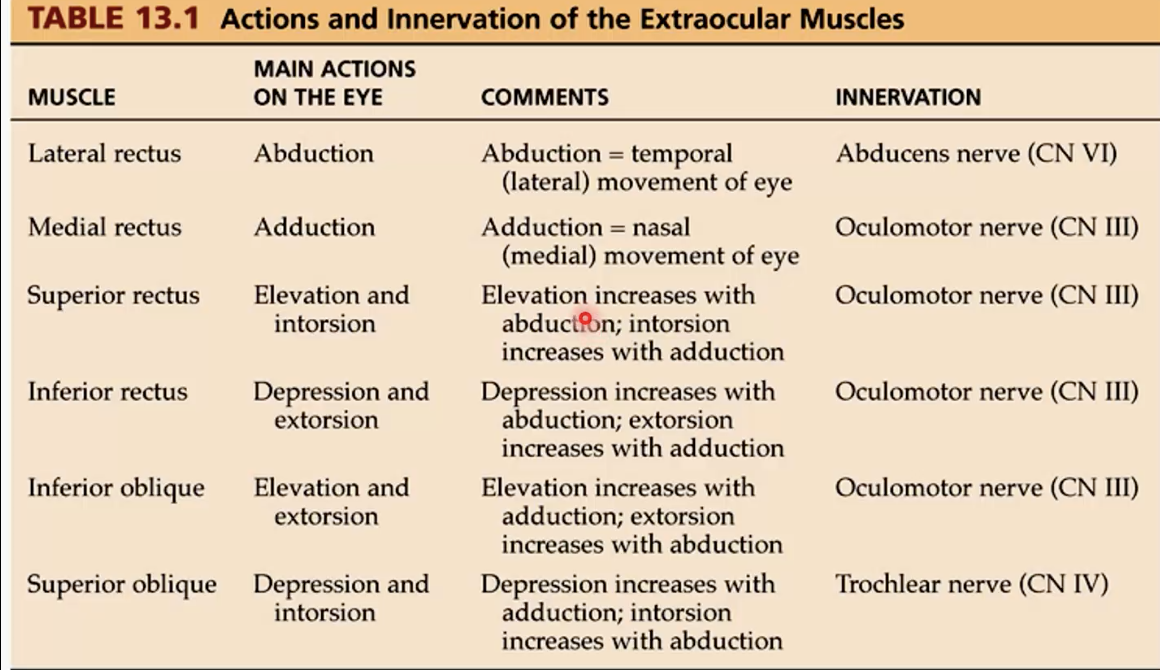 TABLE 13.1 Actions and Innervation of the Extraocular Muscles
MAIN ACTIONS
MUSCLE ON THE EYE COMMENTS INNERVATION
Lateral rectus Abduction Abduction = temporal Abducens nerve (CN VI)
(lateral) movement of eye
Medial rectus Adduction Adduction = nasal Oculomotor nerve (CN III)
(medial) movement of eye
Superior rectus Elevation and Elevation increases with Oculomotor nerve (CN III)
intorsion abduction; intorsion
increases with adduction
Inferior rectus Depression and Depression increases with Oculomotor nerve (CN III)
extorsion abduction; extorsion
increases with adduction
Inferior oblique Elevation and Elevation increases with Oculomotor nerve (CN III)
extorsion adduction; extorsion
increases with abduction
Superior oblique Depression and Depression increases with Trochlear nerve (CN IV)
intorsion adduction; intorsion
increases with abduction